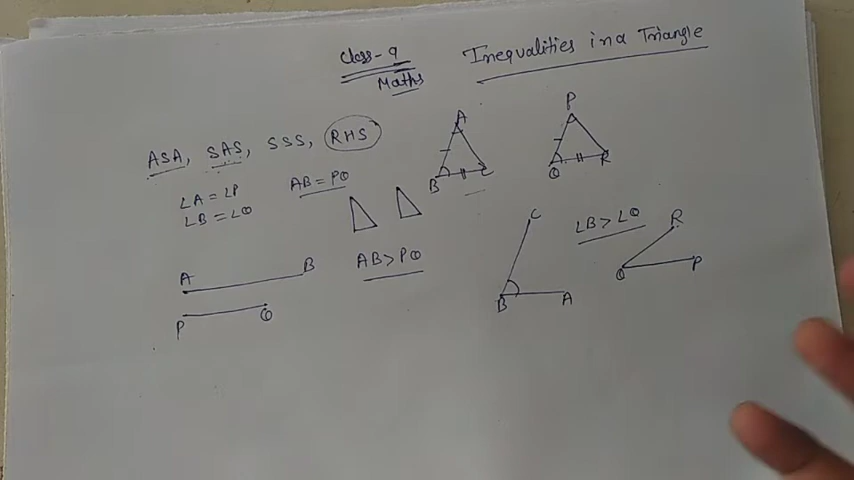 Class-9
Maths
Inequalities in a Triangle
ASA, SAS, SSS, RHS
∠A = ∠P
∠B = ∠Q
AB = PQ
A
B
C
P
Q
R
A
B
P
Q
AB > PQ
C
B
A
∠B > ∠Q
R
Q
P